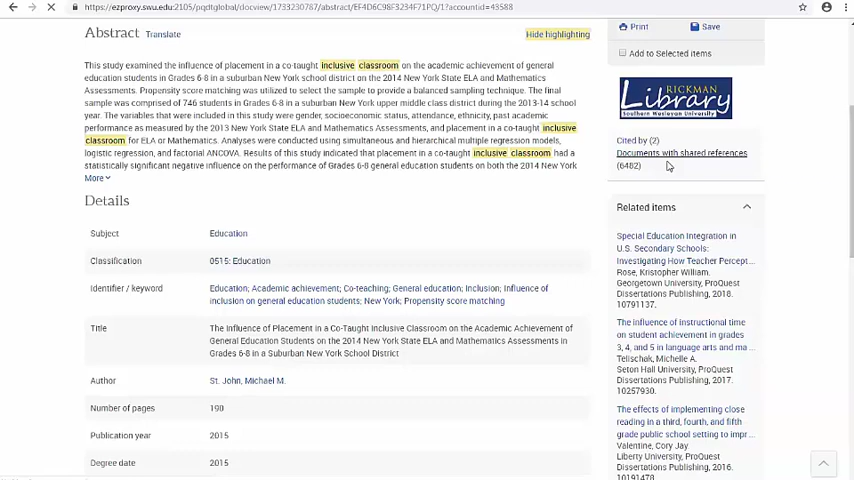 https://ezproxy.swu.edu:2105/pqdtglobal/docview/1733230787/abstract/EF4D6C98F3234F71PQ/1?accountid=43588
Abstract Translate Hide highlighting
This study examined the influence of placement in a co-taught inclusive classroom on the academic achievement of general
education students in Grades 6-8 in a suburban New York school district on the 2014 New York State ELA and Mathematics
Assessments. Propensity score matching was utilized to select the sample to provide a balanced sampling technique. The final
sample was comprised of 746 students in Grades 6-8 in a suburban New York upper middle class district during the 2013-14 school
year. The variables that were included in this study were gender, socioeconomic status, attendance, ethnicity, past academic
performance as measured by the 2013 New York State ELA and Mathematics Assessments, and placement in a co-taught inclusive
classroom for ELA or Mathematics. Analyses were conducted using simultaneous and hierarchical multiple regression models,
logistic regression, and factorial ANCOVA. Results of this study indicated that placement in a co-taught inclusive classroom had a
statistically significant negative influence on the performance of Grades 6-8 general education students on both the 2014 New York
More
Details
Subject Education
Classification 0515: Education
Identifier / keyword Education; Academic achievement; Co-teaching; General education; Inclusion; Influence of
inclusion on general education students; New York; Propensity score matching
Title The Influence of Placement in a Co-Taught Inclusive Classroom on the Academic Achievement of
General Education Students on the 2014 New York State ELA and Mathematics Assessments in
Grades 6-8 in a Suburban New York School District
Author St. John, Michael M.
Number of pages 190
Publication year 2015
Degree date 2015
Print Save
Add to Selected items
RICKMAN
Library
Southern Wesleyan University
Cited by (2)
Documents with shared references
(6482)
Related items
Special Education Integration in
U.S. Secondary Schools:
Investigating How Teacher Percept...
Rose, Kristopher William.
Georgetown University, ProQuest
Dissertations Publishing, 2018.
10791137.
The influence of instructional time
on student achievement in grades
3, 4, and 5 in language arts and ma...
Telischak, Michelle A.
Seton Hall University, ProQuest
Dissertations Publishing, 2017.
10257930.
The effects of implementing close
reading in a third, fourth, and fifth
grade public school setting to impr...
Valentine, Cory Jay
Liberty University, ProQuest
Dissertations Publishing, 2016.
10191478